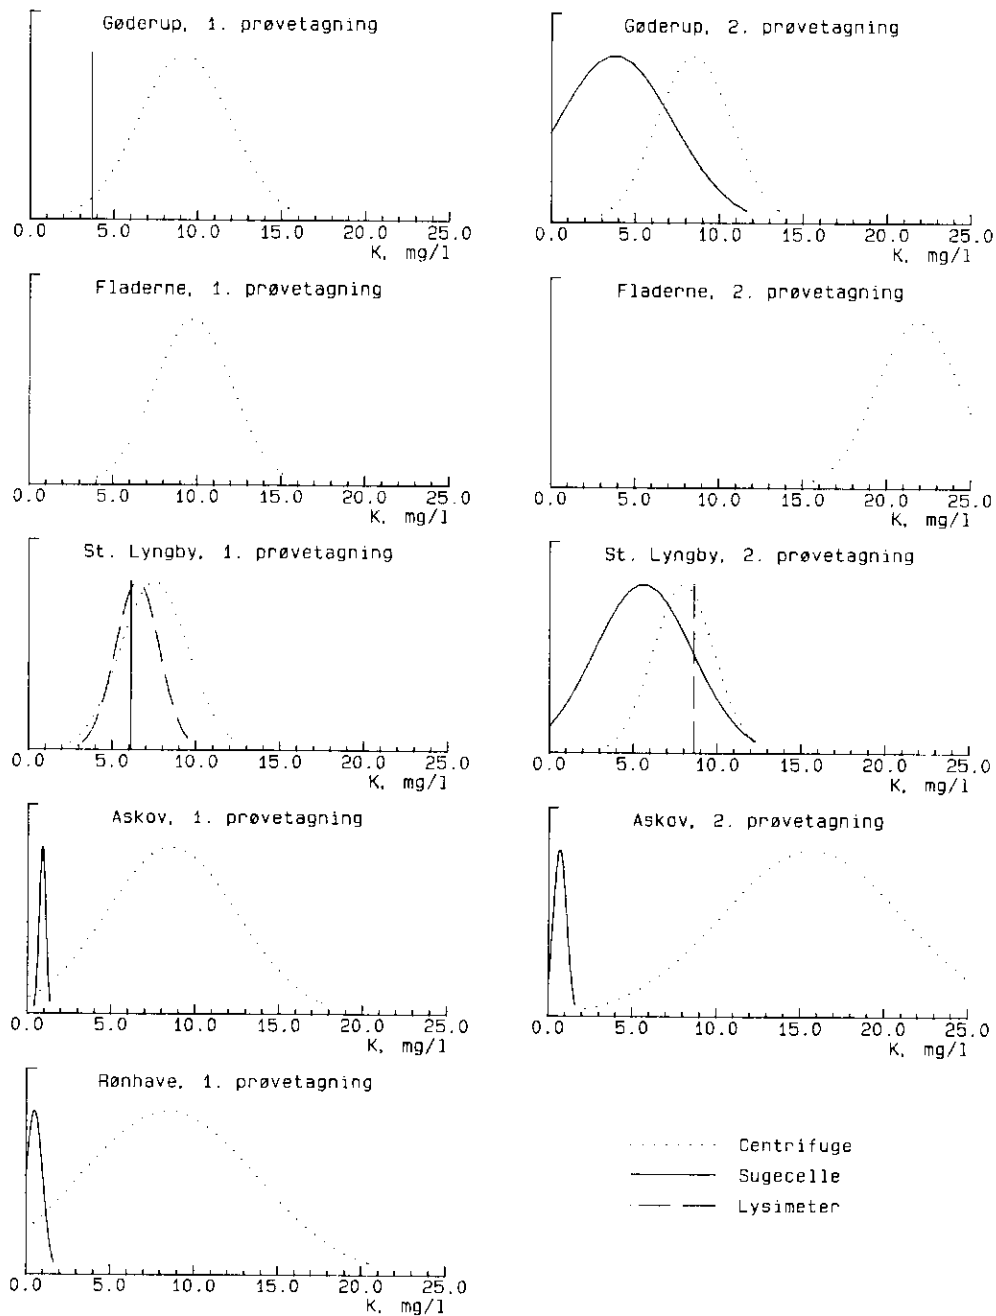 Gøderup, 1. prøvetagning
0.0 5.0 10.0 15.0 20.0 25.0
K, mg/l
Gøderup, 2. prøvetagning
0.0 5.0 10.0 15.0 20.0 25.0
K, mg/l
Fladerne, 1. prøvetagning
0.0 5.0 10.0 15.0 20.0 25.0
K, mg/l
Fladerne, 2. prøvetagning
0.0 5.0 10.0 15.0 20.0 25.0
K, mg/l
St. Lyngby, 1. prøvetagning
0.0 5.0 10.0 15.0 20.0 25.0
K, mg/l
St. Lyngby, 2. prøvetagning
0.0 5.0 10.0 15.0 20.0 25.0
K, mg/l
Askov, 1. prøvetagning
0.0 5.0 10.0 15.0 20.0 25.0
K, mg/l
Askov, 2. prøvetagning
0.0 5.0 10.0 15.0 20.0 25.0
K, mg/l
Rønhave, 1. prøvetagning
0.0 5.0 10.0 15.0 20.0 25.0
K, mg/l
Centrifuge
Sugecelle
Lysimeter